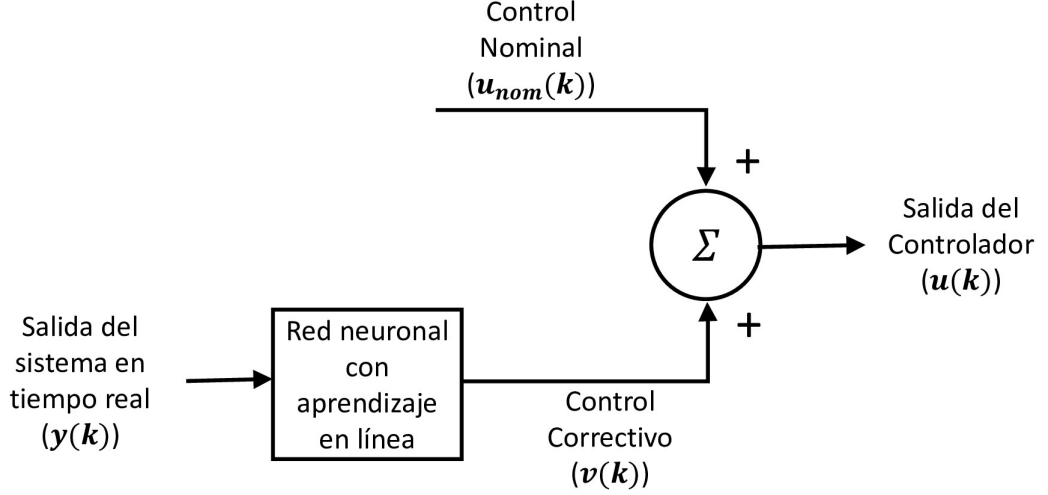 Control
Nominal
(u_nom(k))
+
Σ
Salida del
Controlador
(u(k))
+
Salida del
sistema en
tiempo real
(y(k))
Red neuronal
con
aprendizaje
en línea
Control
Correctivo
(v(k))